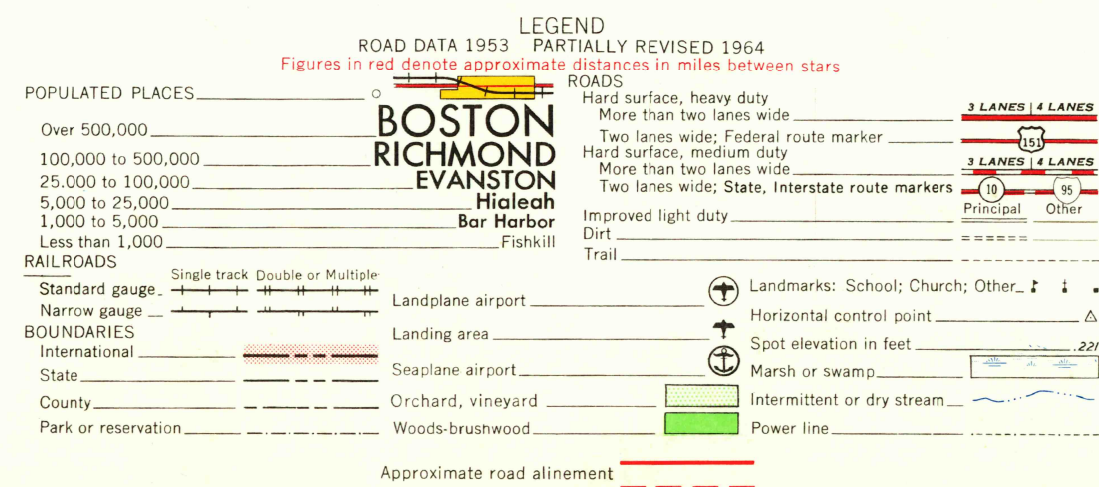 LEGEND
ROAD DATA 1953 PARTIALLY REVISED 1964
Figures in red denote approximate distances in miles between stars
POPULATED PLACES
Over 500,000 BOSTON
100,000 to 500,000 RICHMOND
25.000 to 100,000 EVANSTON
5,000 to 25,000 Hialeah
1,000 to 5,000 Bar Harbor
Less than 1,000 Fishkill
RAILROADS
Single track Double or Multiple
Standard gauge
Narrow gauge
BOUNDARIES
International
State
County
Park or reservation
ROADS
Hard surface, heavy duty
More than two lanes wide 3 LANES | 4 LANES
Two lanes wide; Federal route marker 151
Hard surface, medium duty
More than two lanes wide 3 LANES | 4 LANES
Two lanes wide; State, Interstate route markers 10 95
Principal Other
Improved light duty
Dirt
Trail
Landplane airport
Landing area
Seaplane airport
Orchard, vineyard
Woods-brushwood
Landmarks: School; Church; Other
Horizontal control point
Spot elevation in feet .221
Marsh or swamp
Intermittent or dry stream
Power line
Approximate road alinement